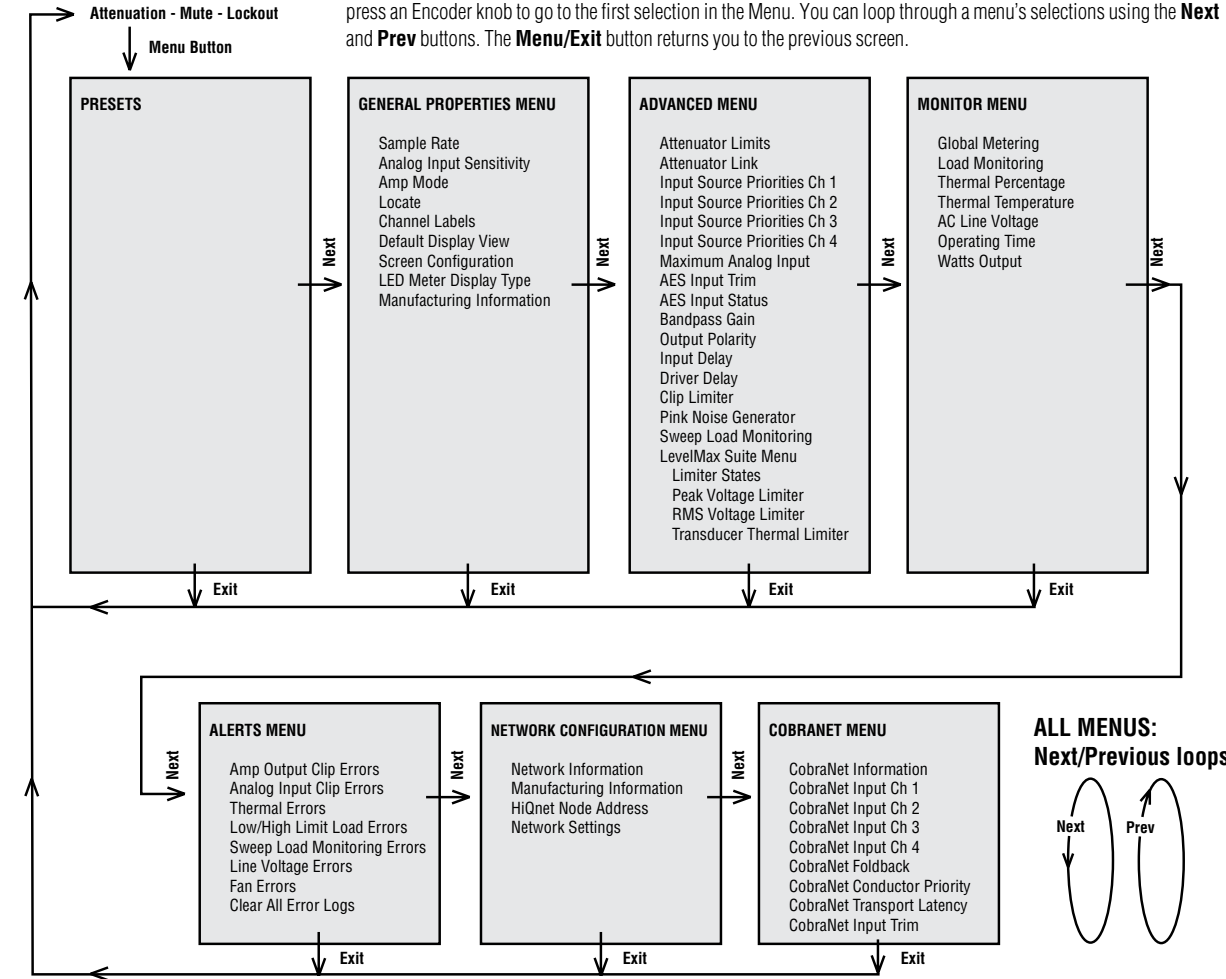 Attenuation - Mute - Lockout
press an Encoder knob to go to the first selection in the Menu. You can loop through a menu's selections using the Next
and Prev buttons. The Menu/Exit button returns you to the previous screen.
Menu Button
PRESETS
Next
Exit
GENERAL PROPERTIES MENU
Sample Rate
Analog Input Sensitivity
Amp Mode
Locate
Channel Labels
Default Display View
Screen Configuration
LED Meter Display Type
Manufacturing Information
Next
Exit
ADVANCED MENU
Attenuator Limits
Attenuator Link
Input Source Priorities Ch 1
Input Source Priorities Ch 2
Input Source Priorities Ch 3
Input Source Priorities Ch 4
Maximum Analog Input
AES Input Trim
AES Input Status
Bandpass Gain
Output Polarity
Input Delay
Driver Delay
Clip Limiter
Pink Noise Generator
Sweep Load Monitoring
LevelMax Suite Menu
Limiter States
Peak Voltage Limiter
RMS Voltage Limiter
Transducer Thermal Limiter
Next
Exit
MONITOR MENU
Global Metering
Load Monitoring
Thermal Percentage
Thermal Temperature
AC Line Voltage
Operating Time
Watts Output
Next
Exit
Next
ALERTS MENU
Amp Output Clip Errors
Analog Input Clip Errors
Thermal Errors
Low/High Limit Load Errors
Sweep Load Monitoring Errors
Line Voltage Errors
Fan Errors
Clear All Error Logs
Next
Exit
NETWORK CONFIGURATION MENU
Network Information
Manufacturing Information
HiQnet Node Address
Network Settings
Next
Exit
COBRANET MENU
CobraNet Information
CobraNet Input Ch 1
CobraNet Input Ch 2
CobraNet Input Ch 3
CobraNet Input Ch 4
CobraNet Foldback
CobraNet Conductor Priority
CobraNet Transport Latency
CobraNet Input Trim
Exit
ALL MENUS:
Next/Previous loops
Next
Prev